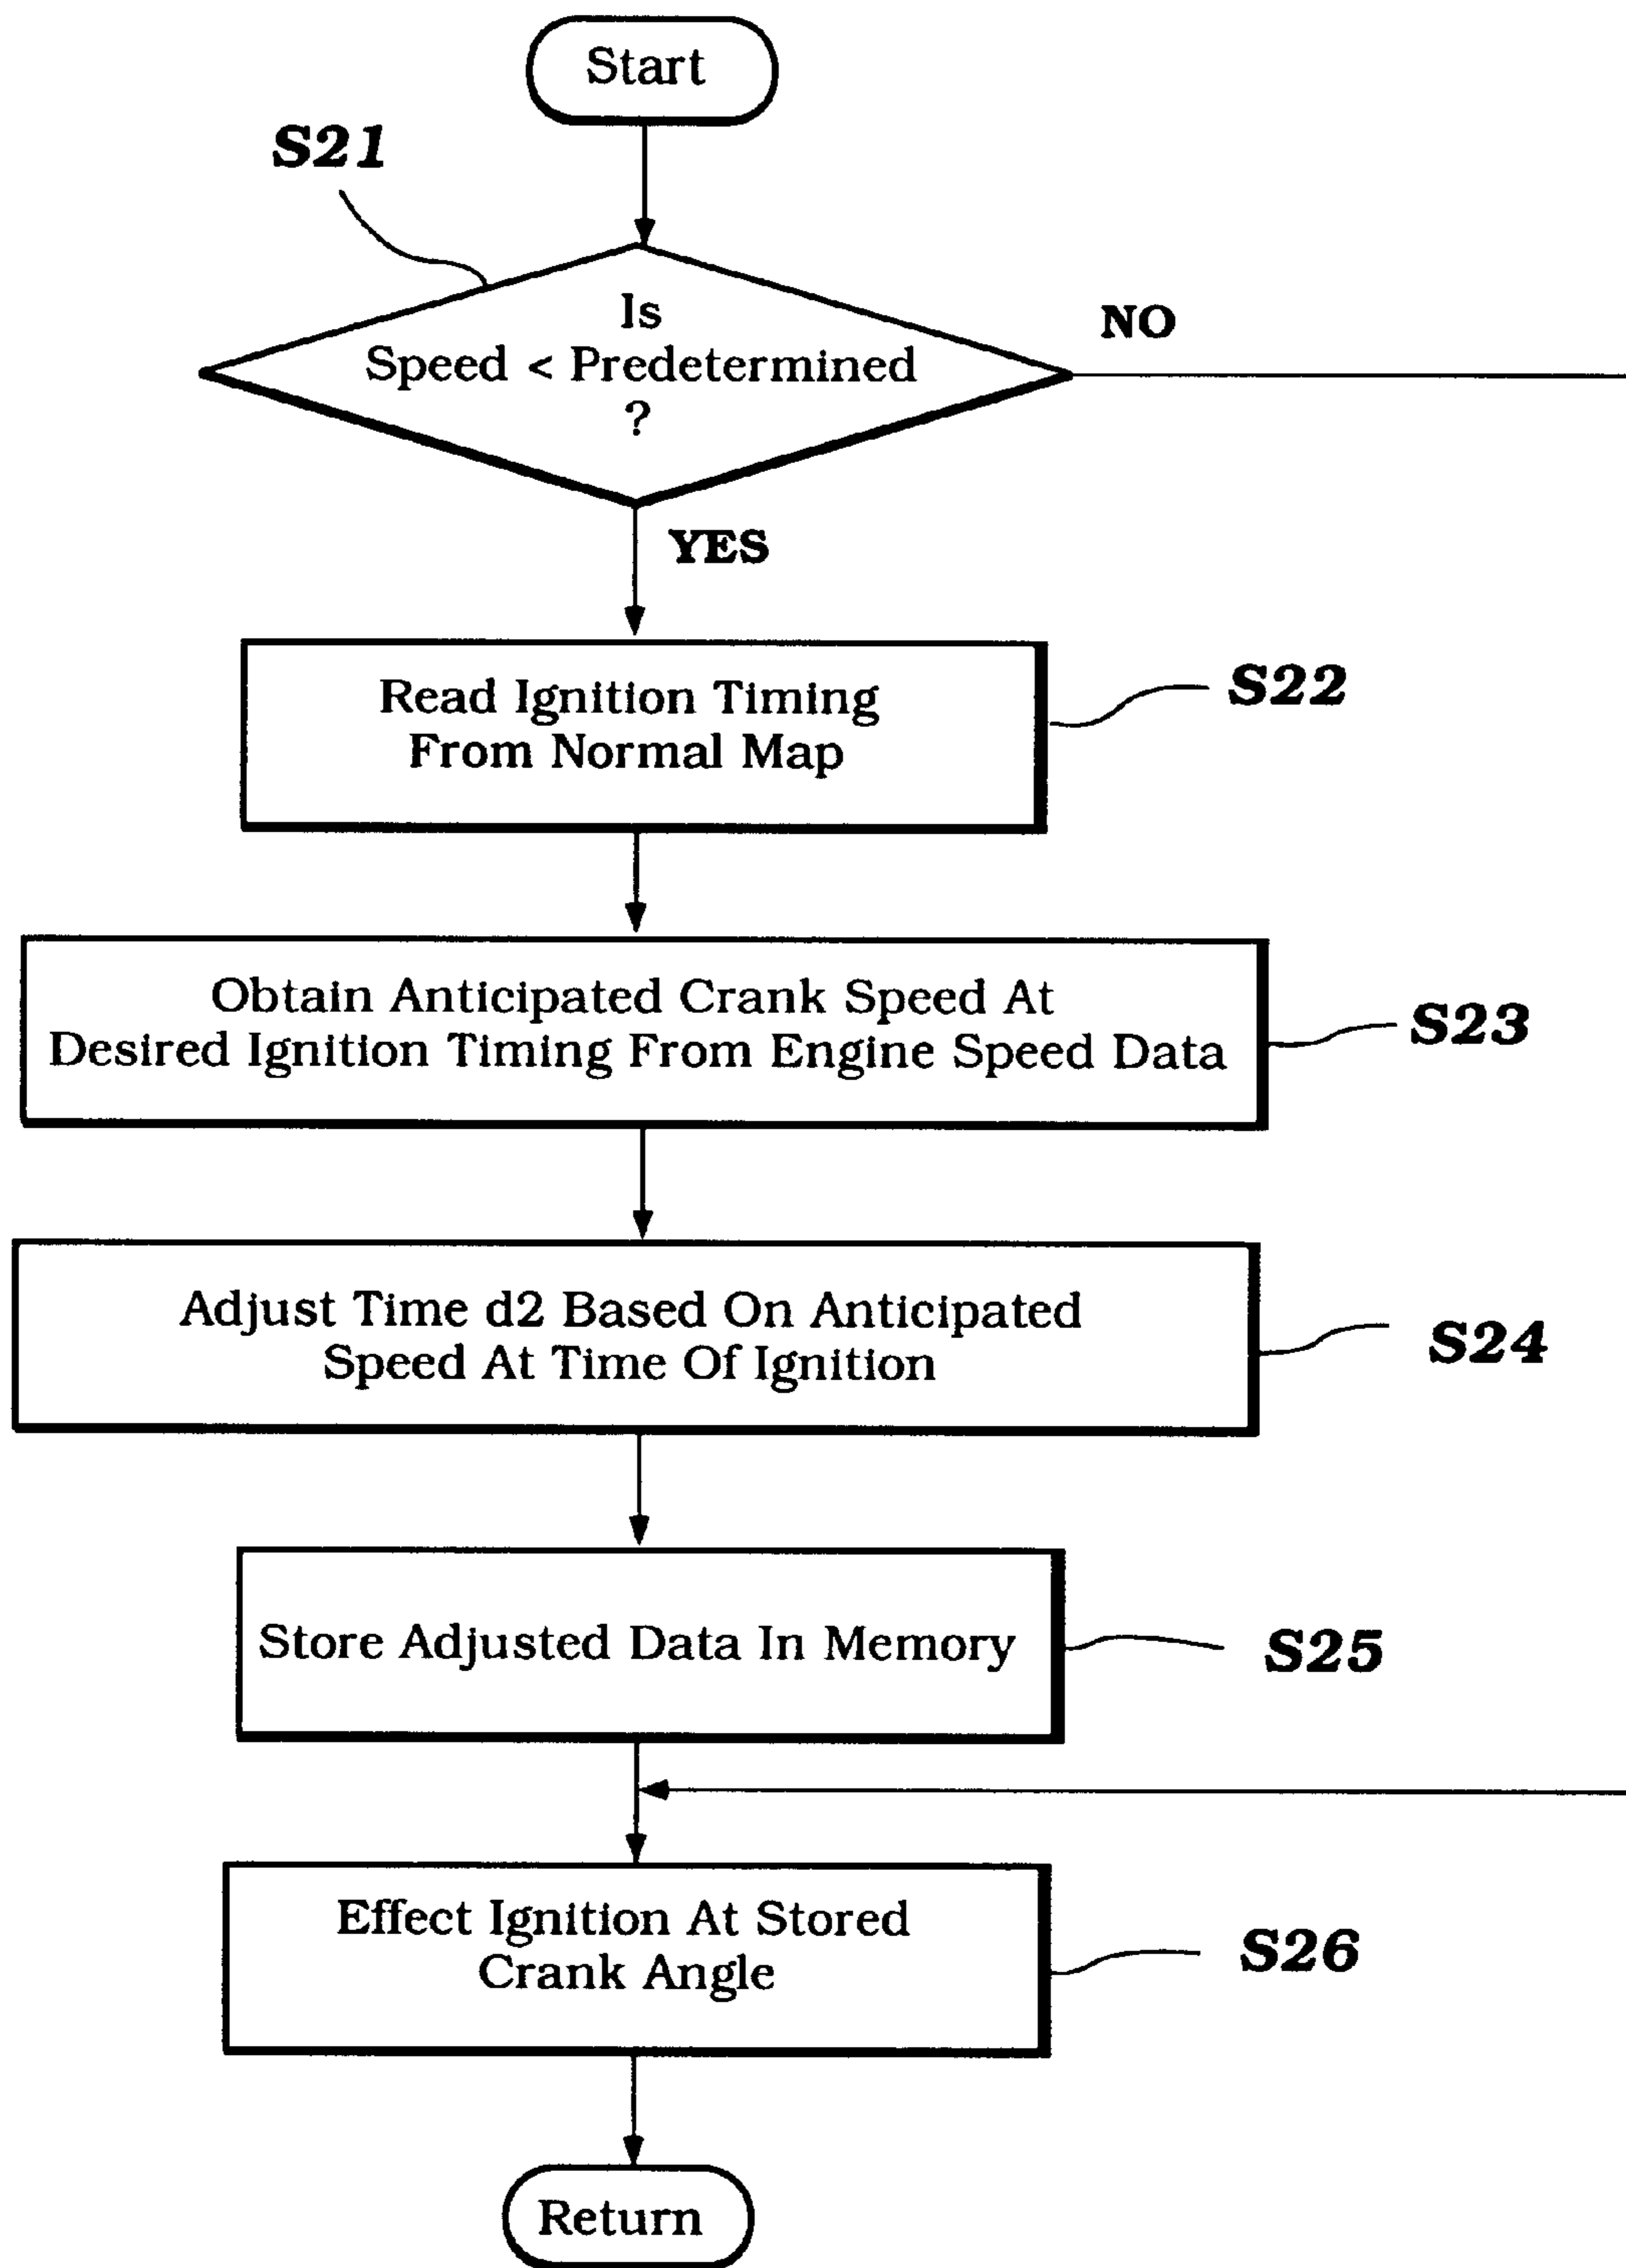 Start
S21
Is
Speed < Predetermined
?
NO
YES
Read Ignition Timing
From Normal Map
S22
Obtain Anticipated Crank Speed At
Desired Ignition Timing From Engine Speed Data
S23
Adjust Time d2 Based On Anticipated
Speed At Time Of Ignition
S24
Store Adjusted Data In Memory
S25
Effect Ignition At Stored
Crank Angle
S26
Return